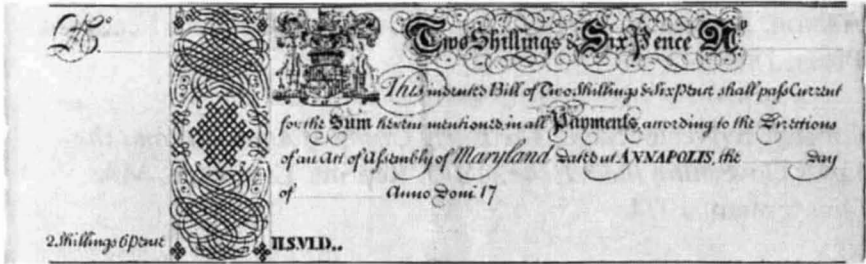 No. Two Shillings & Six Pence No.
This indented Bill of Two Shillings & Six Pence shall pass Current
for the Sum herein mentioned, in all Payments, according to the Directions
of an Act of Assembly of Maryland Dated at ANNAPOLIS, the Day
of Anno Domi. 17
2. Shillings 6 Pence II.S.VI.D..